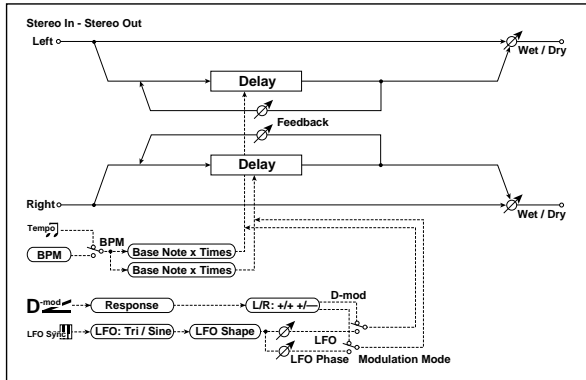 Stereo In - Stereo Out
Left
Wet / Dry
Delay
Feedback
Delay
Right
Wet / Dry
Tempo
BPM
BPM
Base Note x Times
Base Note x Times
D-mod
D-mod
Response
L/R: +/+ +/—
LFO Sync
LFO: Tri / Sine
LFO Shape
LFO
LFO Phase
Modulation Mode